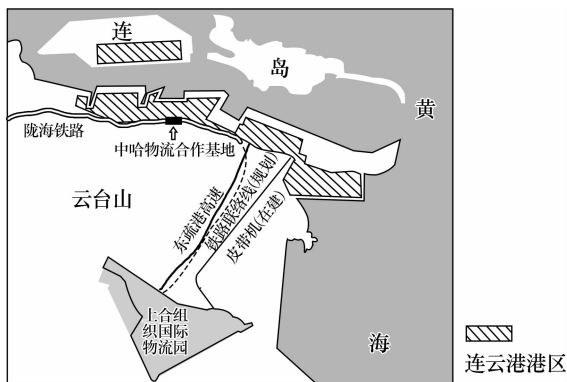 连
岛
黄
陇海铁路
中哈物流合作基地
云台山
东疏港高速
铁路联络线(规划)
皮带机(在建)
上合组
织国际
物流园
海
连云港港区